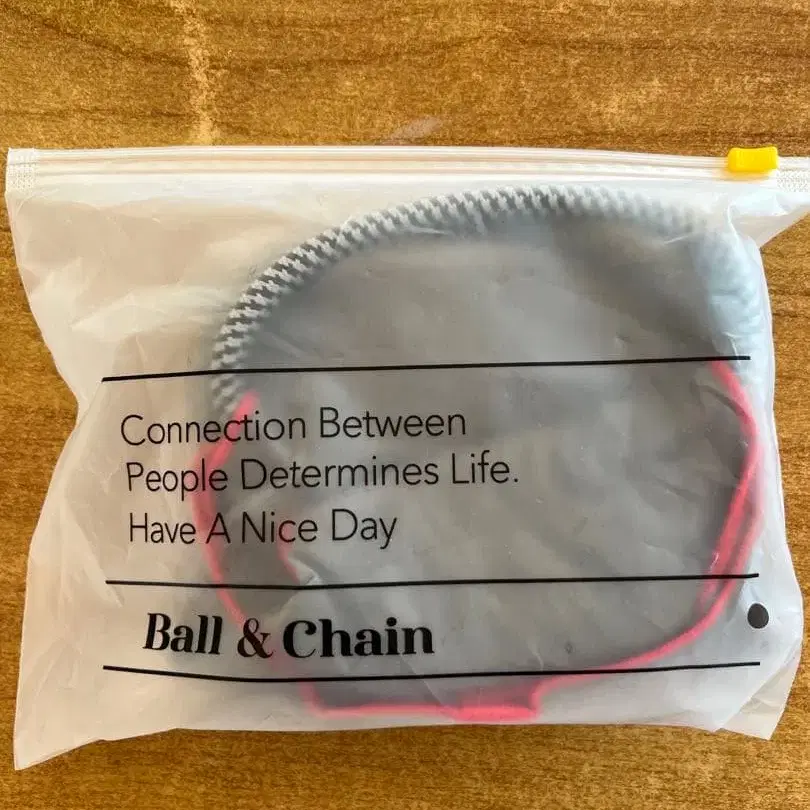 Connection Between
People Determines Life.
Have A Nice Day
Ball & Chain